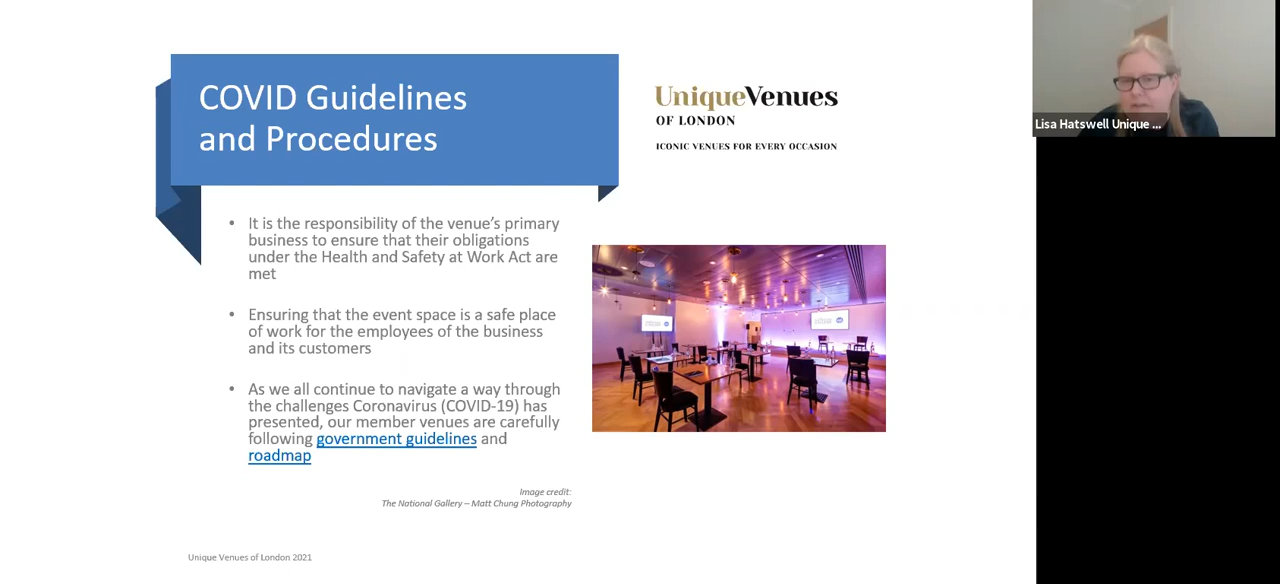 COVID Guidelines
and Procedures
UniqueVenues
OF LONDON
ICONIC VENUES FOR EVERY OCCASION
Lisa Hatswell Unique ...
• It is the responsibility of the venue's primary
business to ensure that their obligations
under the Health and Safety at Work Act are
met
• Ensuring that the event space is a safe place
of work for the employees of the business
and its customers
• As we all continue to navigate a way through
the challenges Coronavirus (COVID-19) has
presented, our member venues are carefully
following government guidelines and
roadmap
Image credit:
The National Gallery – Matt Chung Photography
Unique Venues of London 2021